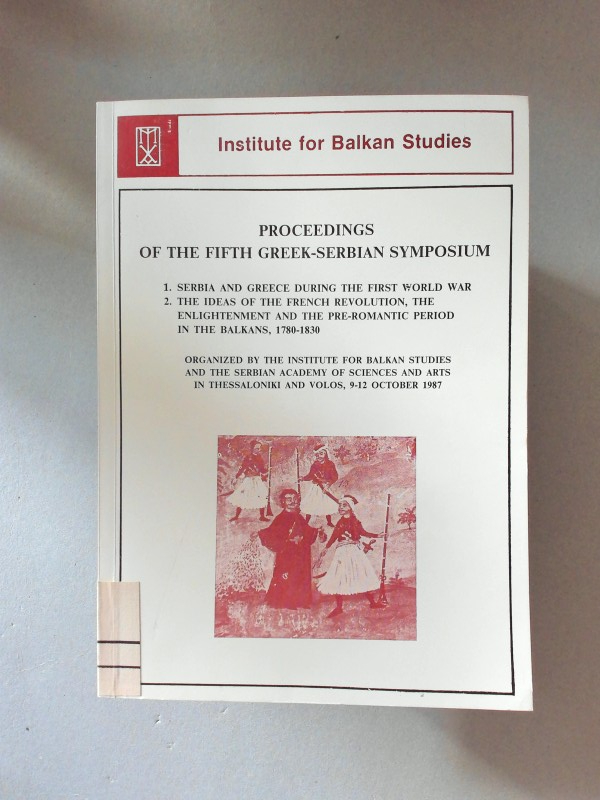 Institute for Balkan Studies
PROCEEDINGS
OF THE FIFTH GREEK-SERBIAN SYMPOSIUM
1. SERBIA AND GREECE DURING THE FIRST WORLD WAR
2. THE IDEAS OF THE FRENCH REVOLUTION, THE
ENLIGHTENMENT AND THE PRE-ROMANTIC PERIOD
IN THE BALKANS, 1780-1830
ORGANIZED BY THE INSTITUTE FOR BALKAN STUDIES
AND THE SERBIAN ACADEMY OF SCIENCES AND ARTS
IN THESSALONIKI AND VOLOS, 9-12 OCTOBER 1987